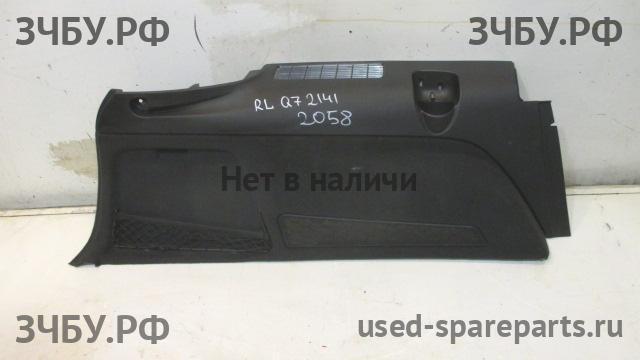 ЗЧБУ.РФ ЗЧБУ.РФ
RL Q7 2141
2058
Нет в наличи
ЗЧБУ.РФ used-spareparts.ru